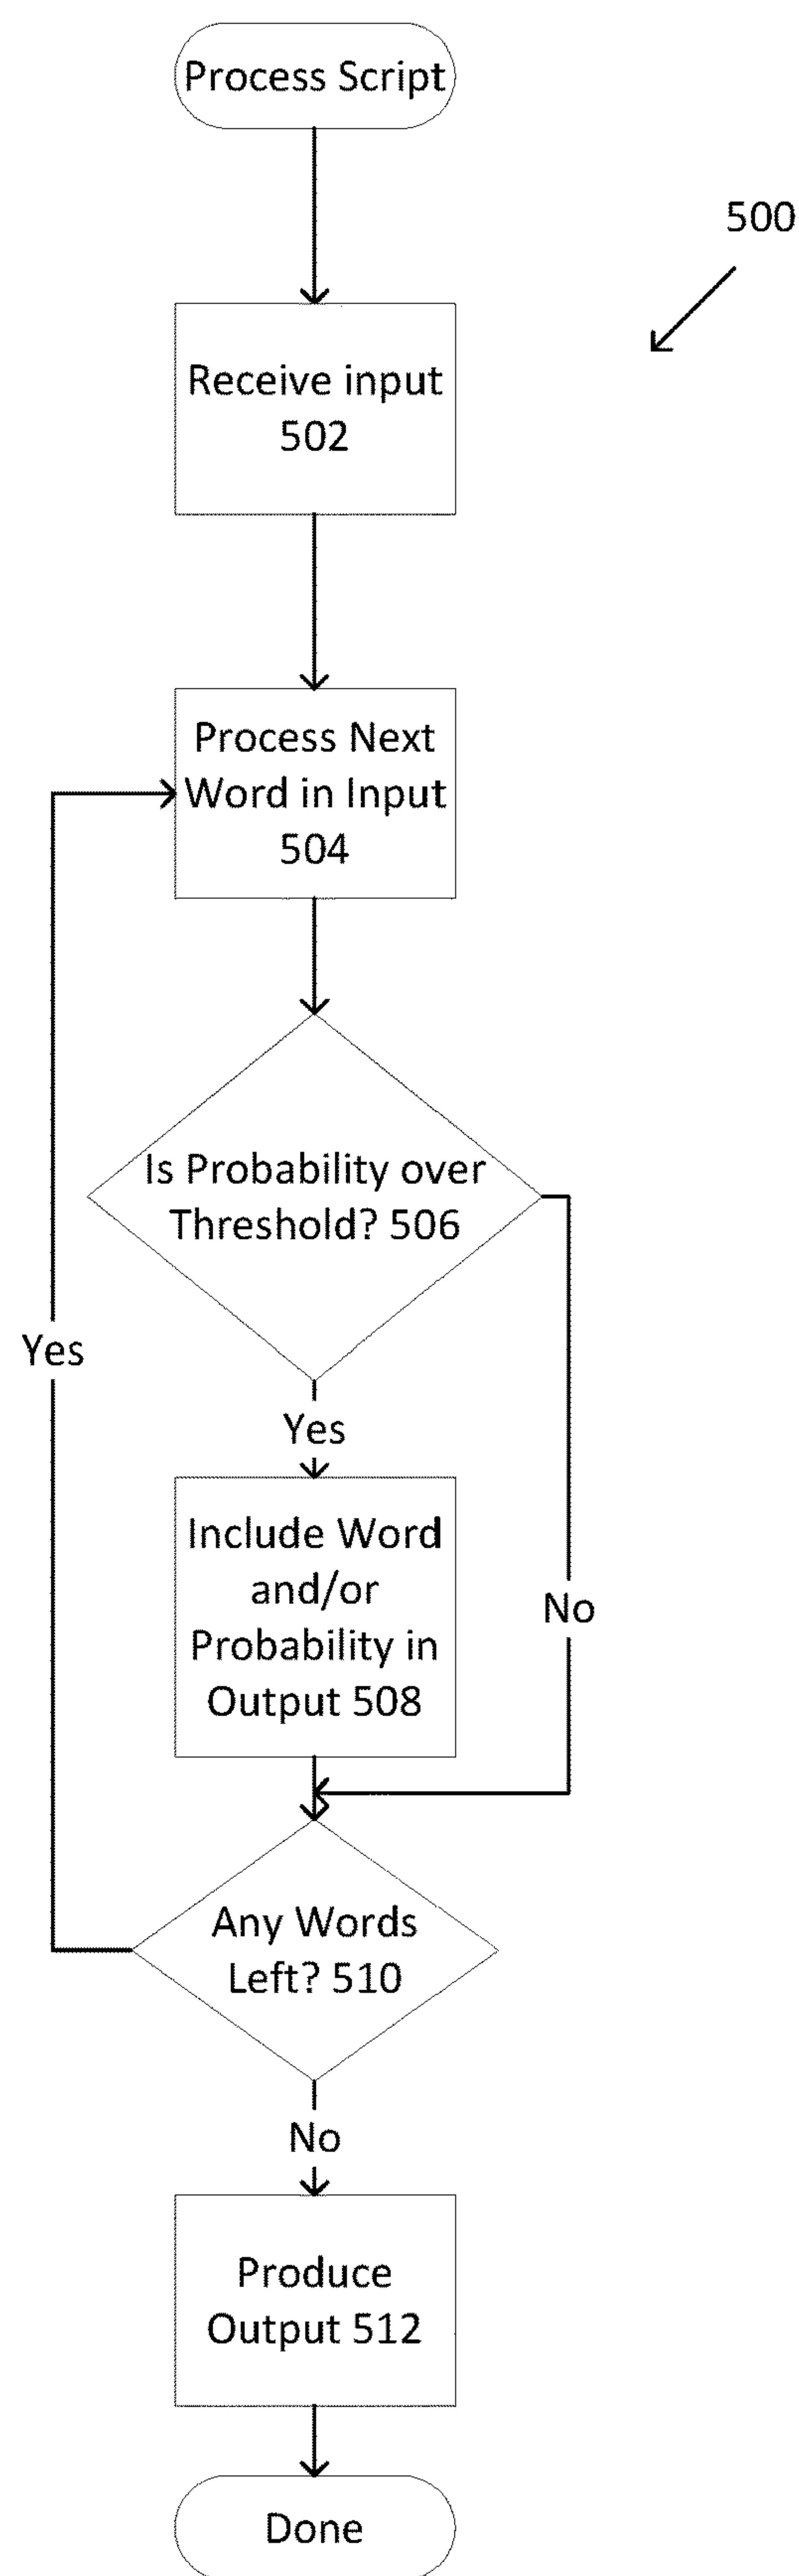 Process Script
500
Receive input
502
Process Next
Word in Input
504
Is Probability over
Threshold? 506
Yes
Yes
Include Word
and/or
Probability in
Output 508
No
Any Words
Left? 510
No
Produce
Output 512
Done